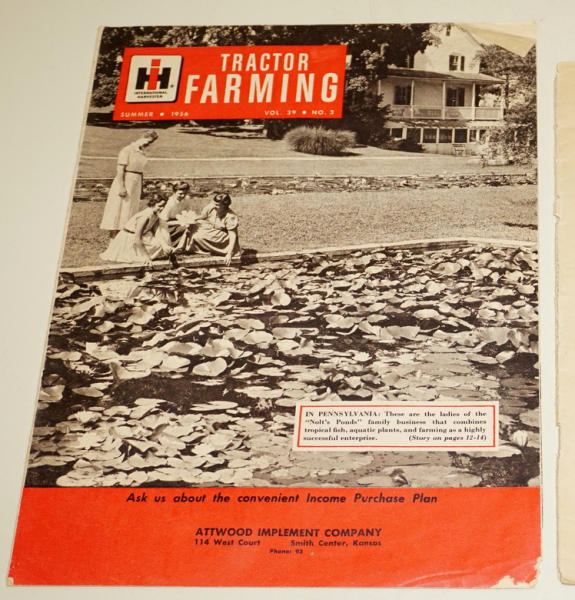 IH®
INTERNATIONAL
HARVESTER
TRACTOR
FARMING
SUMMER • 1956
VOL. 39 • NO. 3
IN PENNSYLVANIA: These are the ladies of the
"Nolt's Ponds" family business that combines
tropical fish, aquatic plants, and farming as a highly
successful enterprise. (Story on pages 12-14)
Ask us about the convenient Income Purchase Plan
ATTWOOD IMPLEMENT COMPANY
114 West Court Smith Center, Kansas
Phone: 93